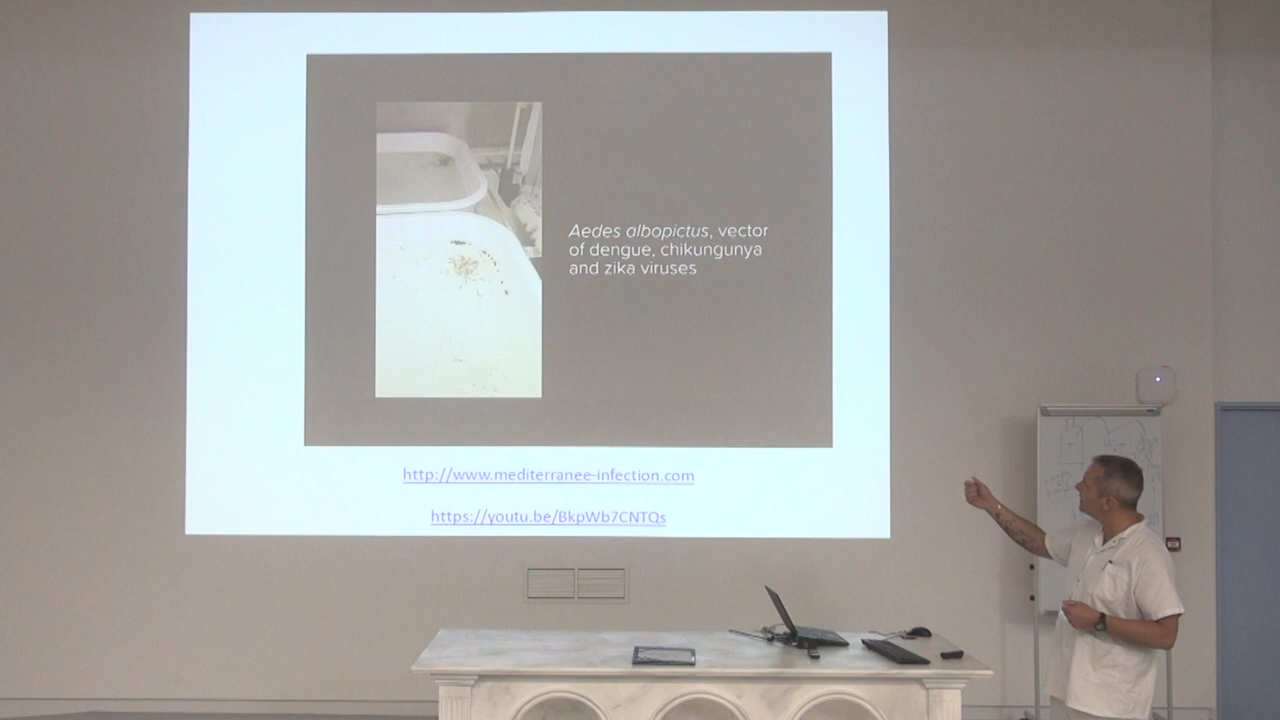 Aedes albopictus, vector
of dengue, chikungunya
and zika viruses
http://www.mediterranee-infection.com
https://youtu.be/BkpWb7CNTQs